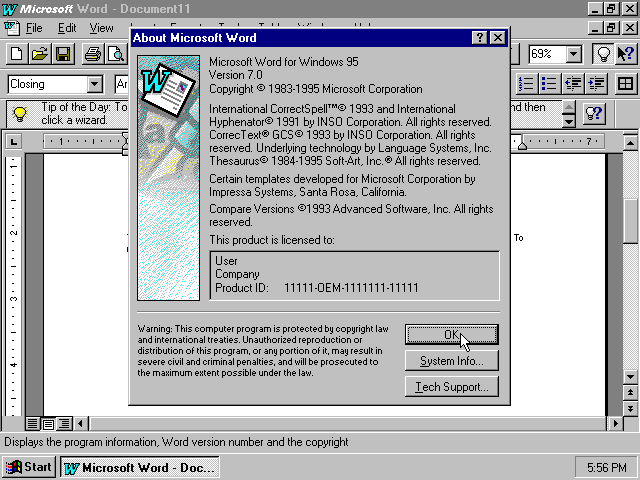 Microsoft Word - Document11
File Edit View
About Microsoft Word
Microsoft Word for Windows 95
Version 7.0
Copyright © 1983-1995 Microsoft Corporation
International CorrectSpell™© 1993 and International
Hyphenator© 1991 by INSO Corporation. All rights reserved.
CorrecText® GCS© 1993 by INSO Corporation. All rights
reserved. Underlying technology by Language Systems, Inc.
Thesaurus© 1984-1995 Soft-Art, Inc.® All rights reserved.
Certain templates developed for Microsoft Corporation by
Impressa Systems, Santa Rosa, California.
Compare Versions ©1993 Advanced Software, Inc. All rights
reserved.
This product is licensed to:
User
Company
Product ID: 11111-OEM-1111111-11111
Warning: This computer program is protected by copyright law
and international treaties. Unauthorized reproduction or
distribution of this program, or any portion of it, may result in
severe civil and criminal penalties, and will be prosecuted to
the maximum extent possible under the law.
OK
System Info...
Tech Support...
69%
Closing
Ar
Tip of the Day: To
click a wizard.
nd then
To
Displays the program information, Word version number and the copyright
Start
Microsoft Word - Doc...
5:56 PM